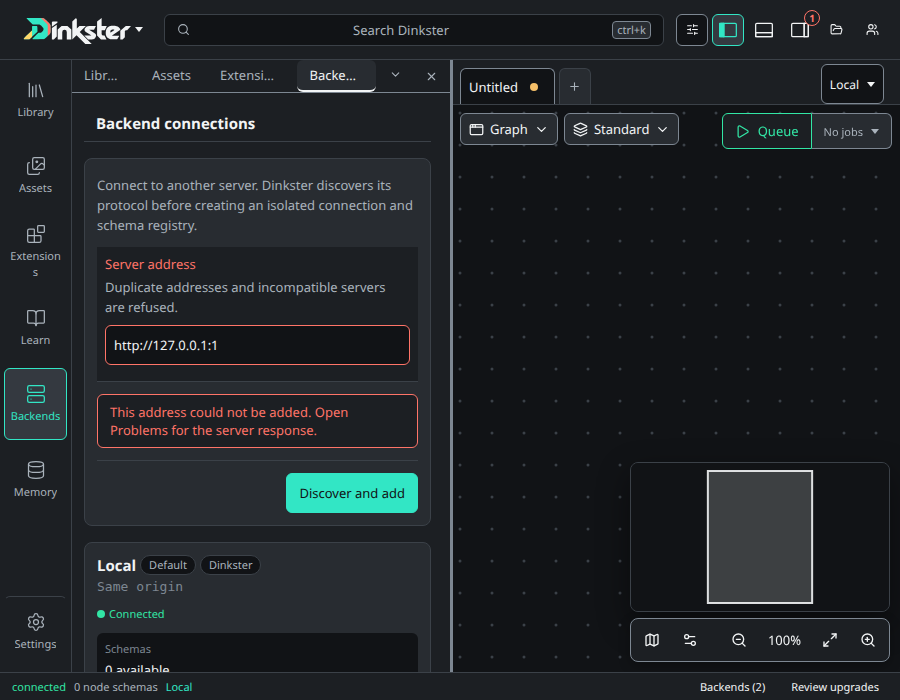 Dinkster
Search Dinkster
ctrl+k
1
Libr...
Assets
Extensi...
Backe...
Untitled
Local
Library
Assets
Extension
s
Learn
Backends
Memory
Settings
Backend connections
Connect to another server. Dinkster discovers its
protocol before creating an isolated connection and
schema registry.
Server address
Duplicate addresses and incompatible servers
are refused.
http://127.0.0.1:1
This address could not be added. Open
Problems for the server response.
Discover and add
Local
Default
Dinkster
Same origin
Connected
Schemas
0 available
Graph
Standard
Queue
No jobs
100%
connected
0 node schemas
Local
Backends (2)
Review upgrades